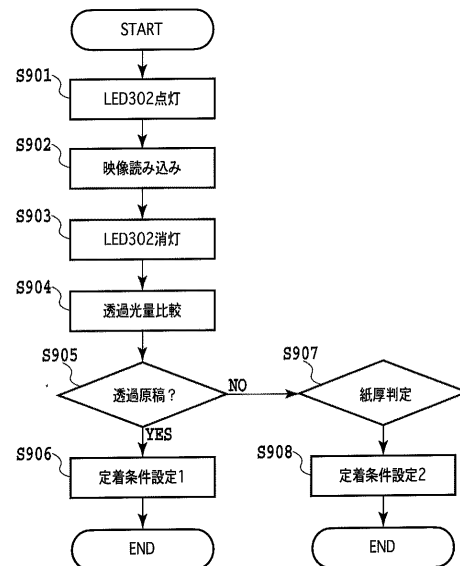 START
S901
LED302点灯
S902
映像読み込み
S903
LED302消灯
S904
透過光量比較
S905
透過原稿？
NO
S907
紙厚判定
YES
S906
定着条件設定1
S908
定着条件設定2
END
END